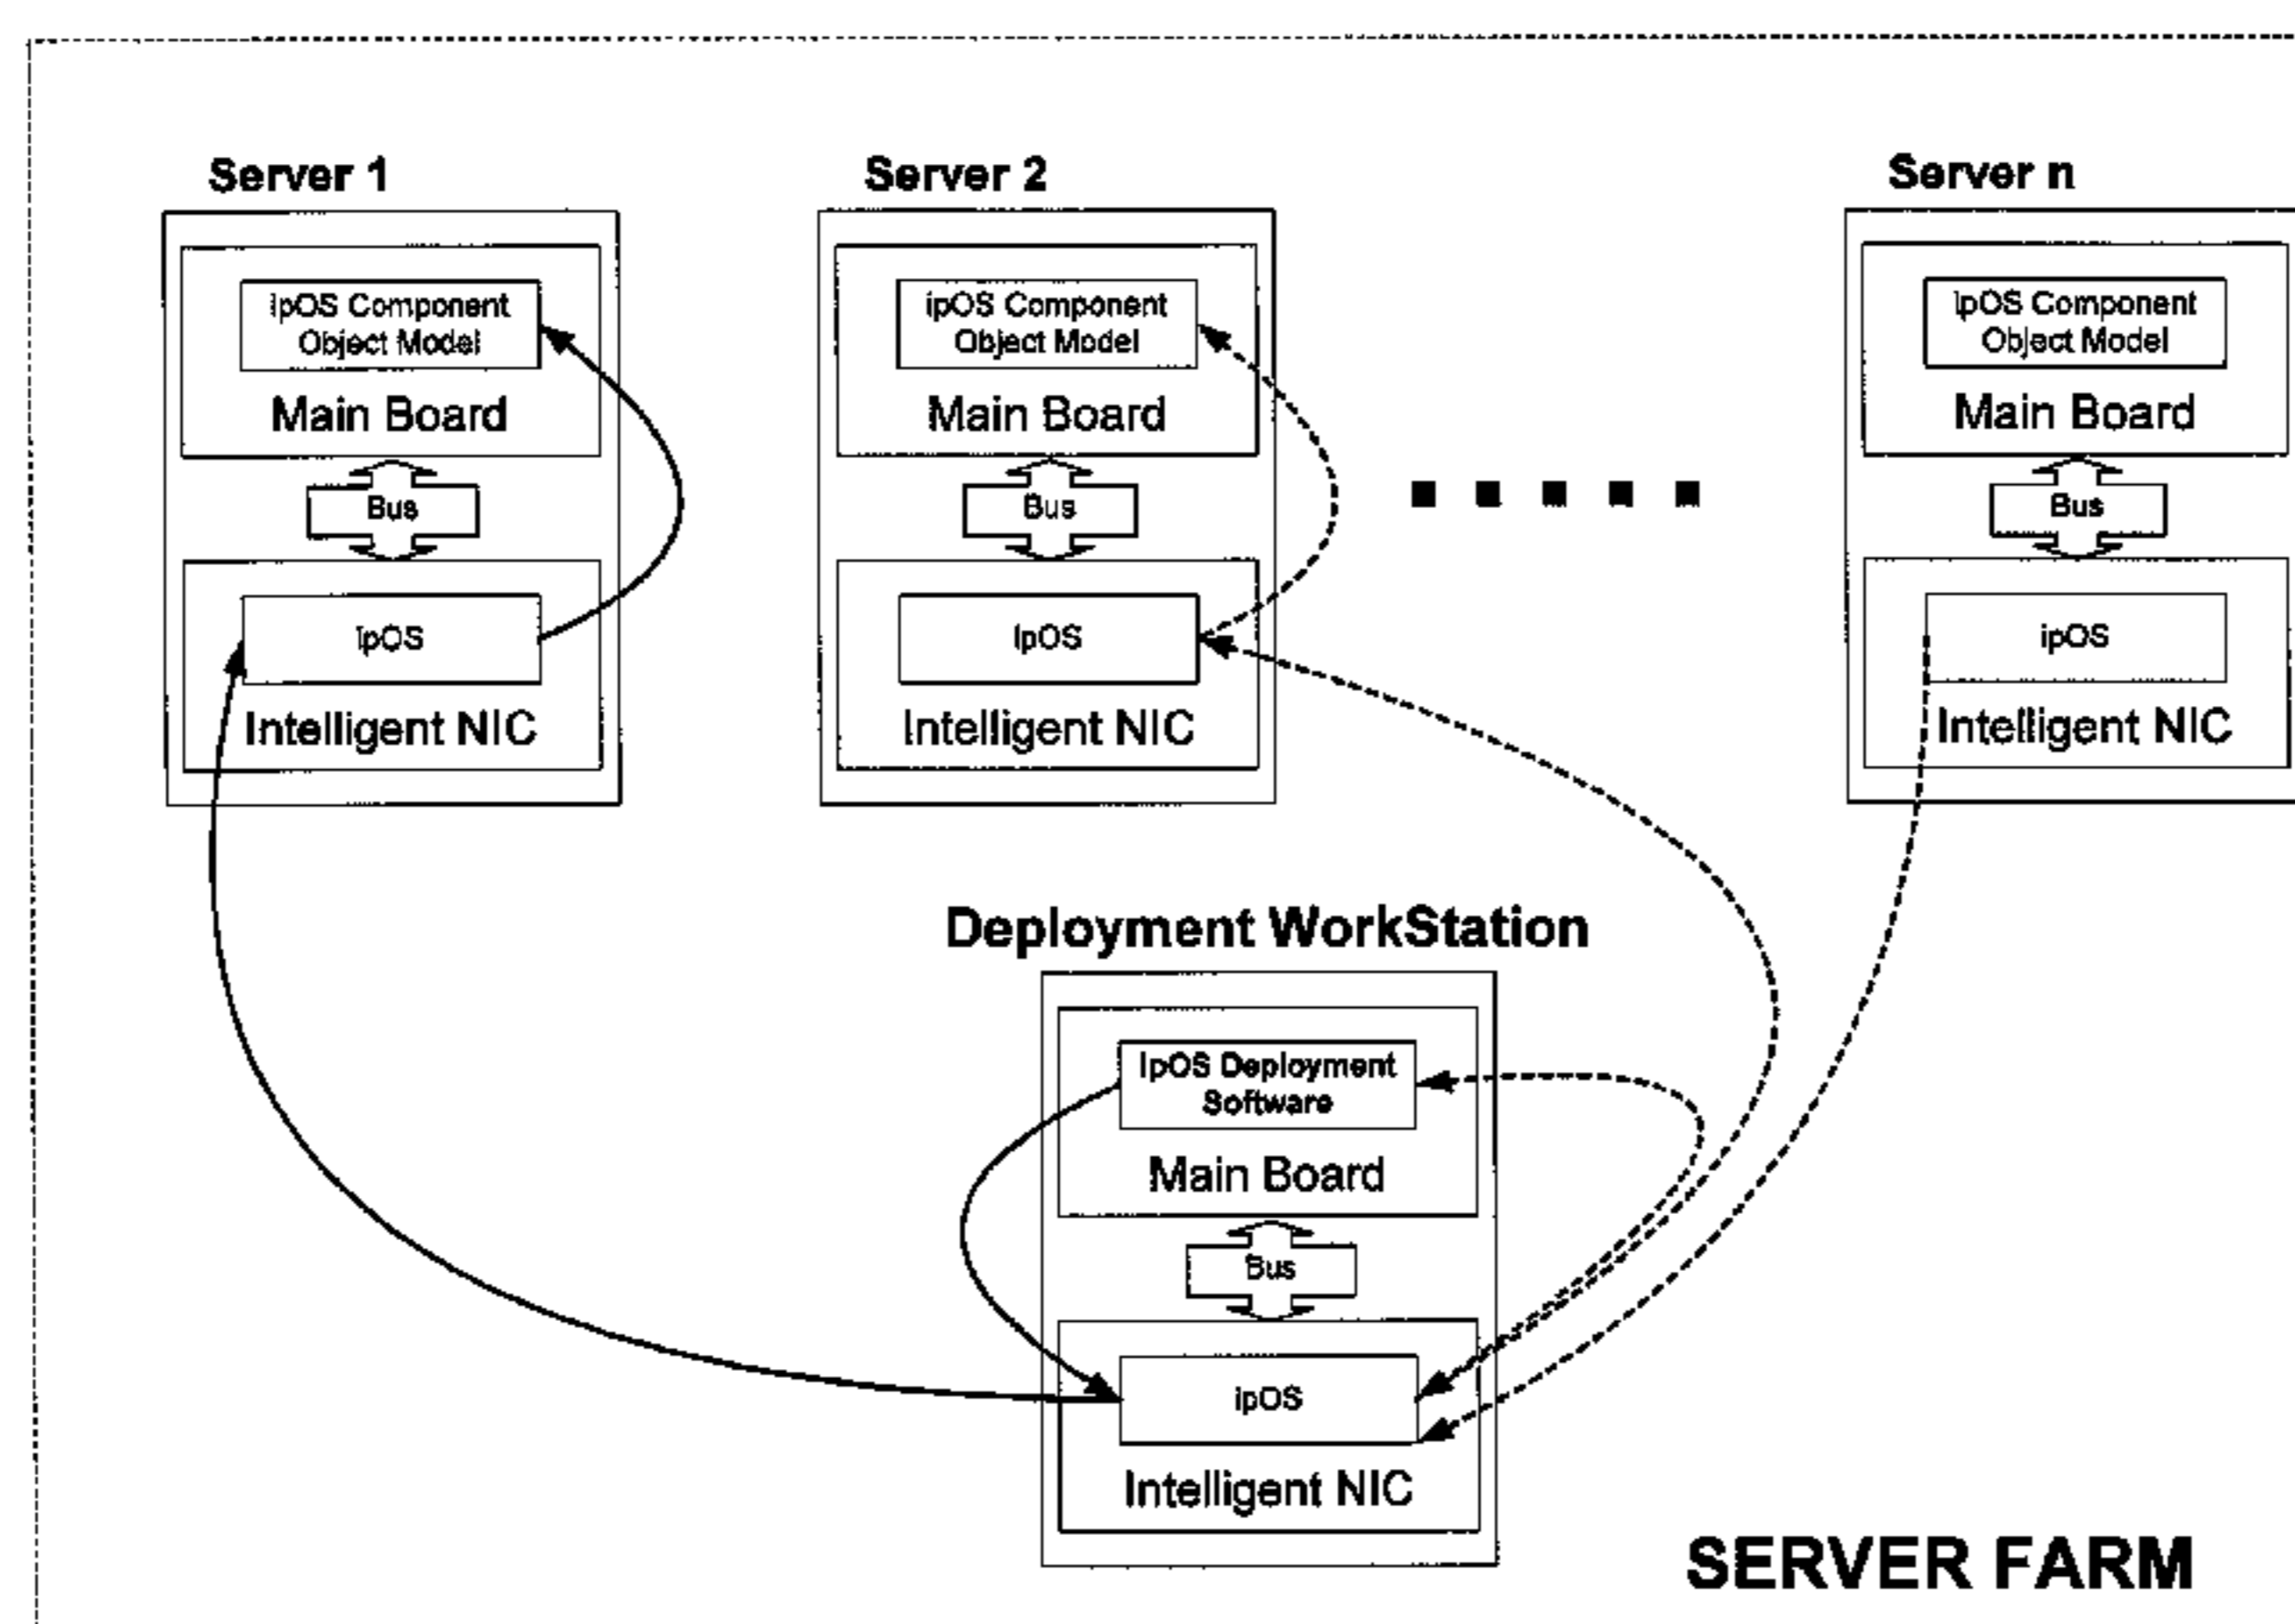 Server 1
Server 2
Server n
IpOS Component
Object Model
Main Board
Bus
IpOS
Intelligent NIC
ipOS Component
Object Model
Main Board
Bus
IpOS
Intelligent NIC
IpOS Component
Object Model
Main Board
Bus
ipOS
Intelligent NIC
Deployment WorkStation
IpOS Deployment
Software
Main Board
Bus
ipOS
Intelligent NIC
SERVER FARM